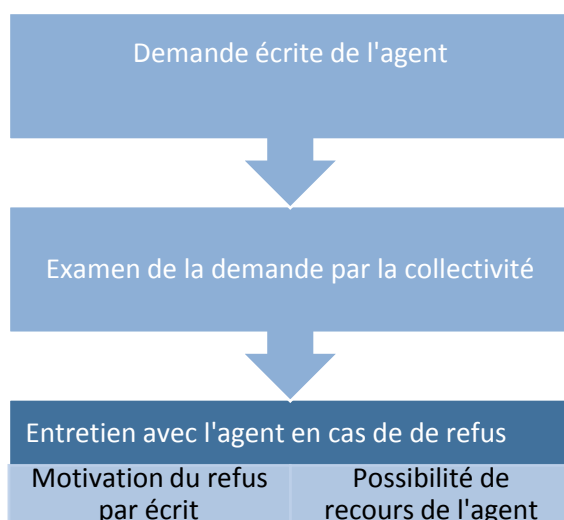 Demande écrite de l'agent
Examen de la demande par la collectivité
Entretien avec l'agent en cas de de refus
Motivation du refus
par écrit
Possibilité de
recours de l'agent